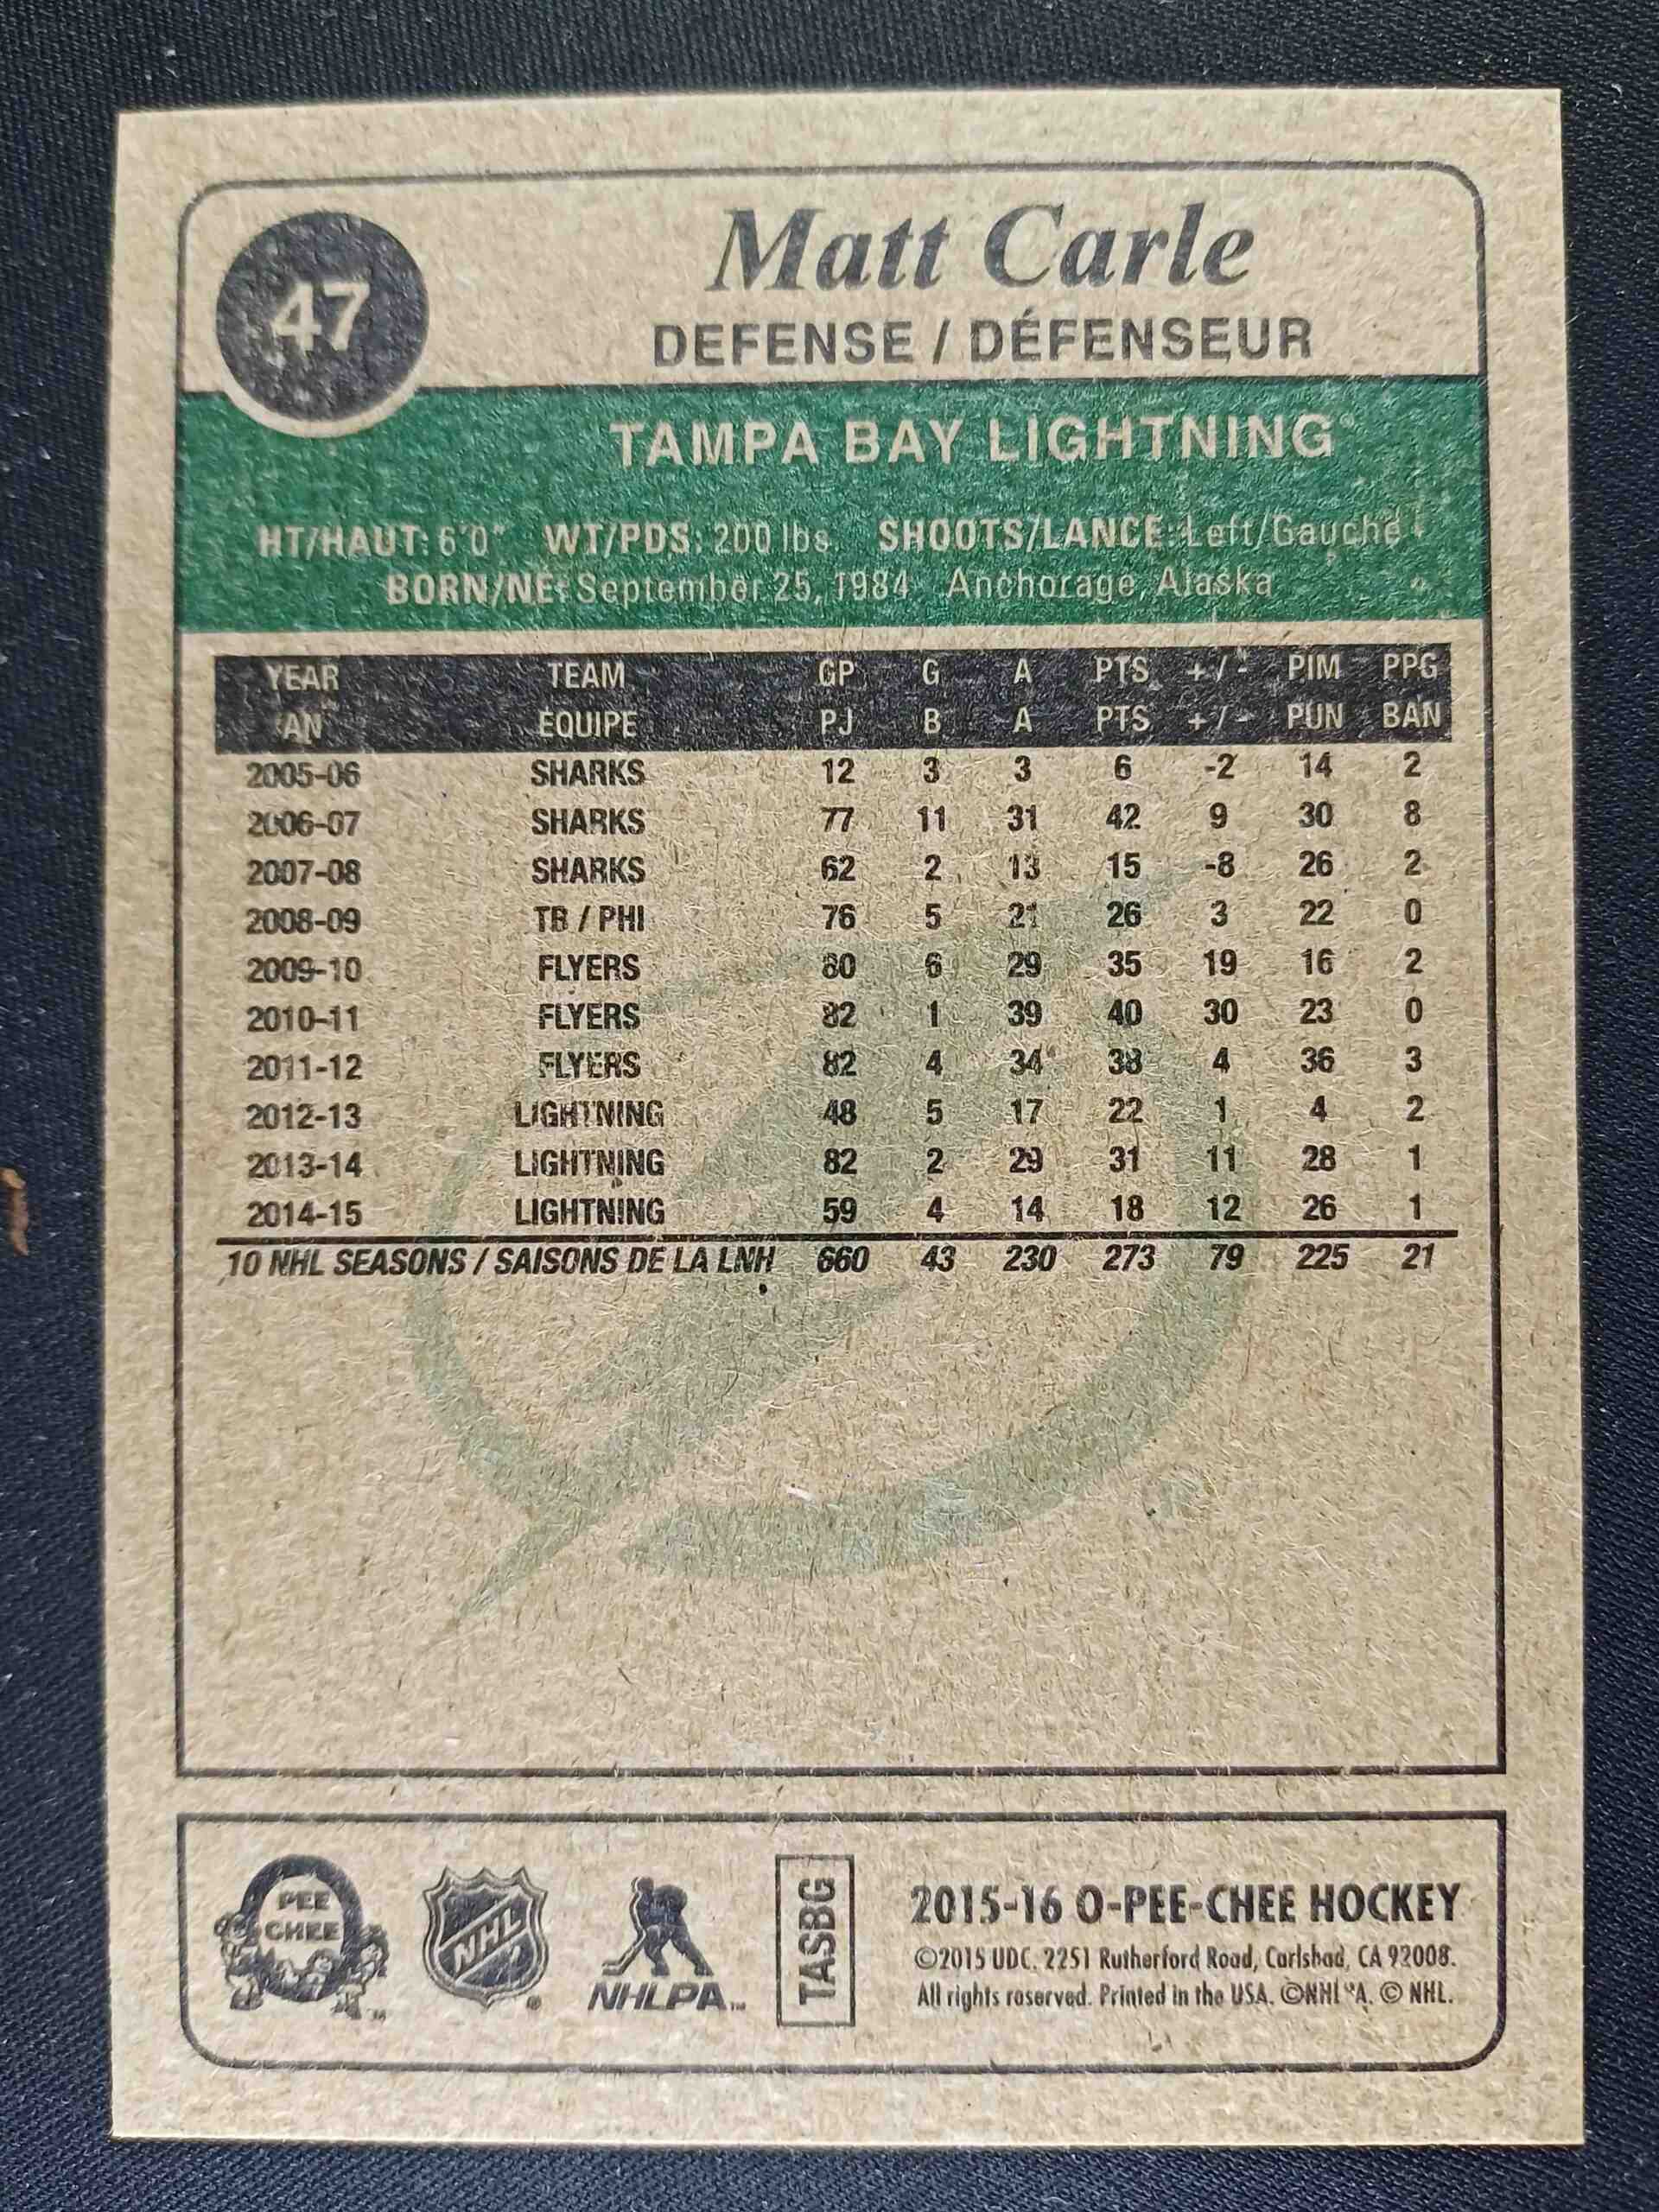 47
Matt Carle
DEFENSE / DÉFENSEUR
TAMPA BAY LIGHTNING
HT/HAUT: 6'0" WT/PDS: 200 lbs. SHOOTS/LANCE: Left/Gauche
BORN/NÉ: September 25, 1984 Anchorage, Alaska
YEAR TEAM GP G A PTS +/- PIM PPG
AN ÉQUIPE PJ B A PTS +/- PUN BAN
2005-06 SHARKS 12 3 3 6 -2 14 2
2006-07 SHARKS 77 11 31 42 9 30 8
2007-08 SHARKS 62 2 13 15 -8 26 2
2008-09 TB / PHI 76 5 21 26 3 22 0
2009-10 FLYERS 80 6 29 35 19 16 2
2010-11 FLYERS 82 1 39 40 30 23 0
2011-12 FLYERS 82 4 34 38 4 36 3
2012-13 LIGHTNING 48 5 17 22 1 4 2
2013-14 LIGHTNING 82 2 29 31 11 28 1
2014-15 LIGHTNING 59 4 14 18 12 26 1
10 NHL SEASONS / SAISONS DE LA LNH 660 43 230 273 79 225 21
PEE
CHEE
NHL
NHLPA™
TASBG
2015-16 O-PEE-CHEE HOCKEY
©2015 UDC. 2251 Rutherford Road, Carlsbad, CA 92008.
All rights reserved. Printed in the USA. ©NHLPA. © NHL.